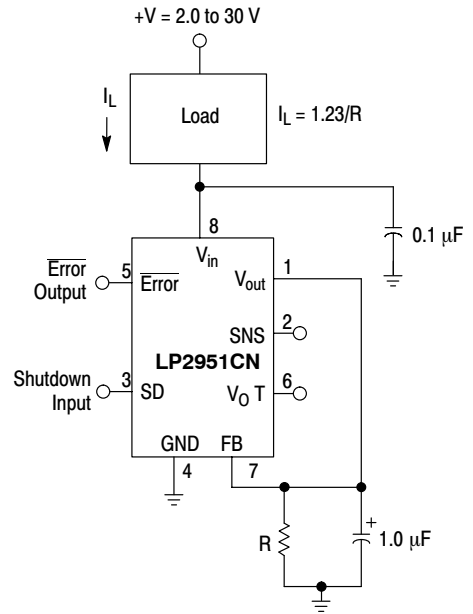 +V = 2.0 to 30 V
I_L
Load
I_L = 1.23/R
0.1 μF
8
V_in
Error
Output
5
Error
V_out
1
SNS
2
LP2951CN
Shutdown
Input
3
SD
V_O T
6
GND
FB
4
7
R
+
1.0 μF